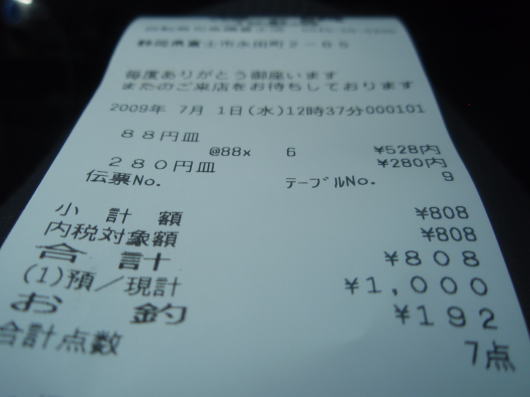 静岡県富士市永田町2-85
毎度ありがとう御座います
またのご来店をお待ちしております
2009年 7月 1日(水)12時37分000101
88円皿
@88× 6 ¥528内
280円皿 ¥280内
伝票No. テーブルNo. 9
小 計 額 ¥808
内税対象額 ¥808
合 計 ¥808
(1)預/現計 ¥1,000
お 釣 ¥192
合計点数 7点